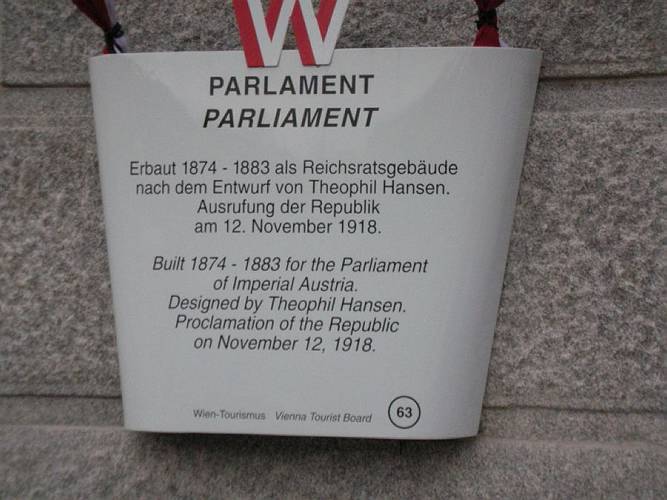 W
PARLAMENT
PARLIAMENT
Erbaut 1874 - 1883 als Reichsratsgebäude
nach dem Entwurf von Theophil Hansen.
Ausrufung der Republik
am 12. November 1918.
Built 1874 - 1883 for the Parliament
of Imperial Austria.
Designed by Theophil Hansen.
Proclamation of the Republic
on November 12, 1918.
Wien-Tourismus Vienna Tourist Board 63